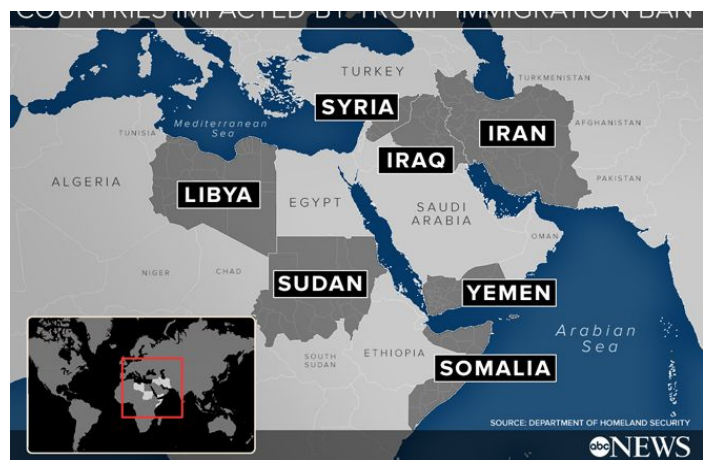 COUNTRIES IMPACTED BY TRUMP IMMIGRATION BAN
TURKEY
TURKMENISTAN
SYRIA
Mediterranean
Sea
TUNISIA
IRAN
AFGHANISTAN
IRAQ
ALGERIA
LIBYA
EGYPT
SAUDI
ARABIA
PAKISTAN
OMAN
NIGER
CHAD
SUDAN
YEMEN
Arabian
Sea
SOUTH
SUDAN
ETHIOPIA
SOMALIA
SOURCE: DEPARTMENT OF HOMELAND SECURITY
abc NEWS